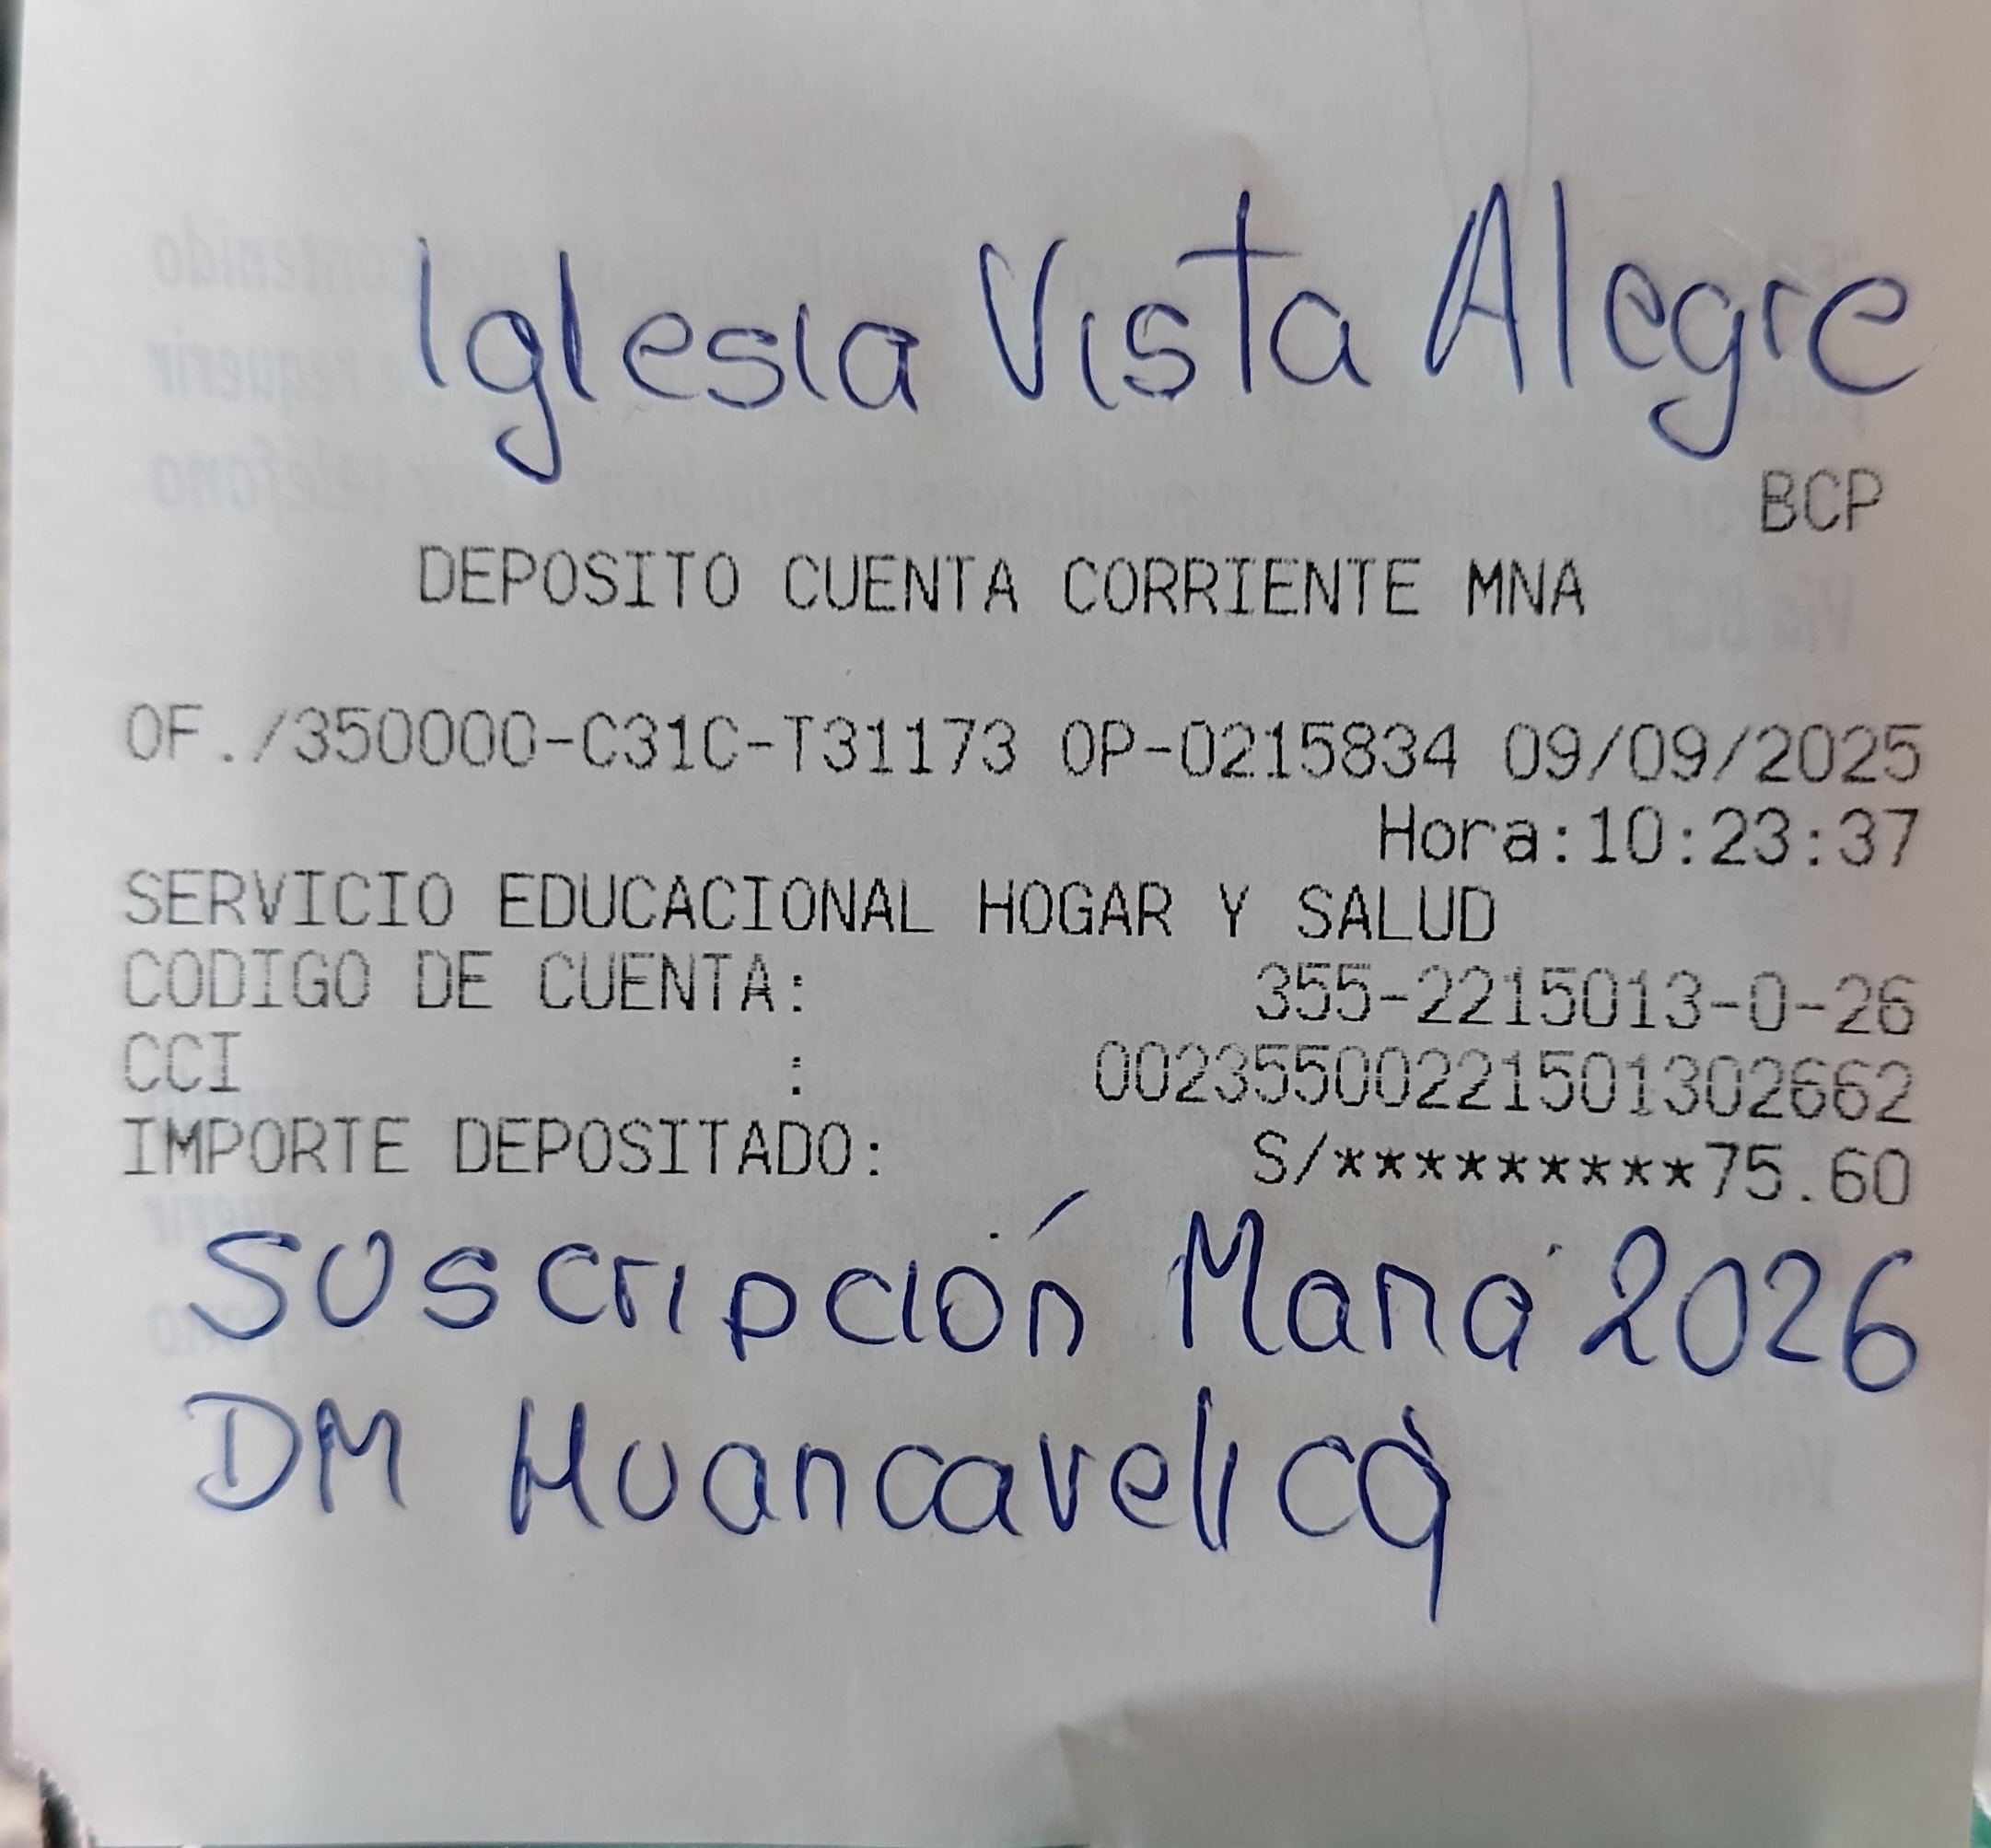 Iglesia Vista Alegre
BCP
DEPOSITO CUENTA CORRIENTE MNA
OF./350000-C31C-T31173 OP-0215834 09/09/2025
Hora:10:23:37
SERVICIO EDUCACIONAL HOGAR Y SALUD
CODIGO DE CUENTA: 355-2215013-0-26
CCI : 00235500221501302662
IMPORTE DEPOSITADO: S/*********75.60
Suscripción Maná 2026
DM Huancavelica